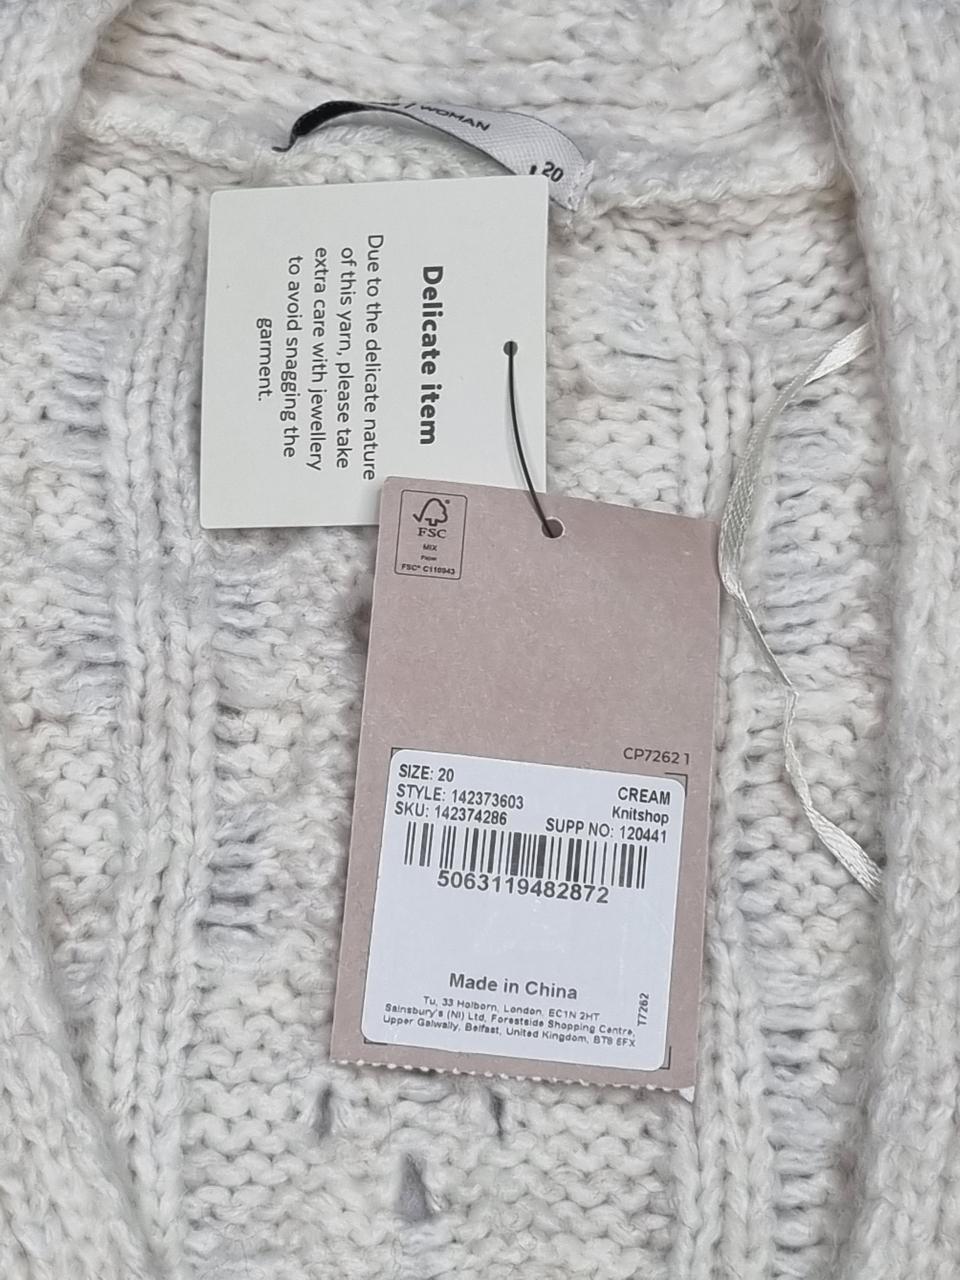 / WOMAN
20
Delicate item
Due to the delicate nature
of this yarn, please take
extra care with jewellery
to avoid snagging the
garment.
FSC
MIX
Paper
FSC® C110943
CP7262 1
SIZE: 20
CREAM
STYLE: 142373603
Knitshop
SKU: 142374286
SUPP NO: 120441
5063119482872
Made in China
Tu, 33 Holborn, London, EC1N 2HT
Sainsbury's (NI) Ltd, Forestside Shopping Centre,
Upper Galwally, Belfast, United Kingdom, BT8 6FX
T7262